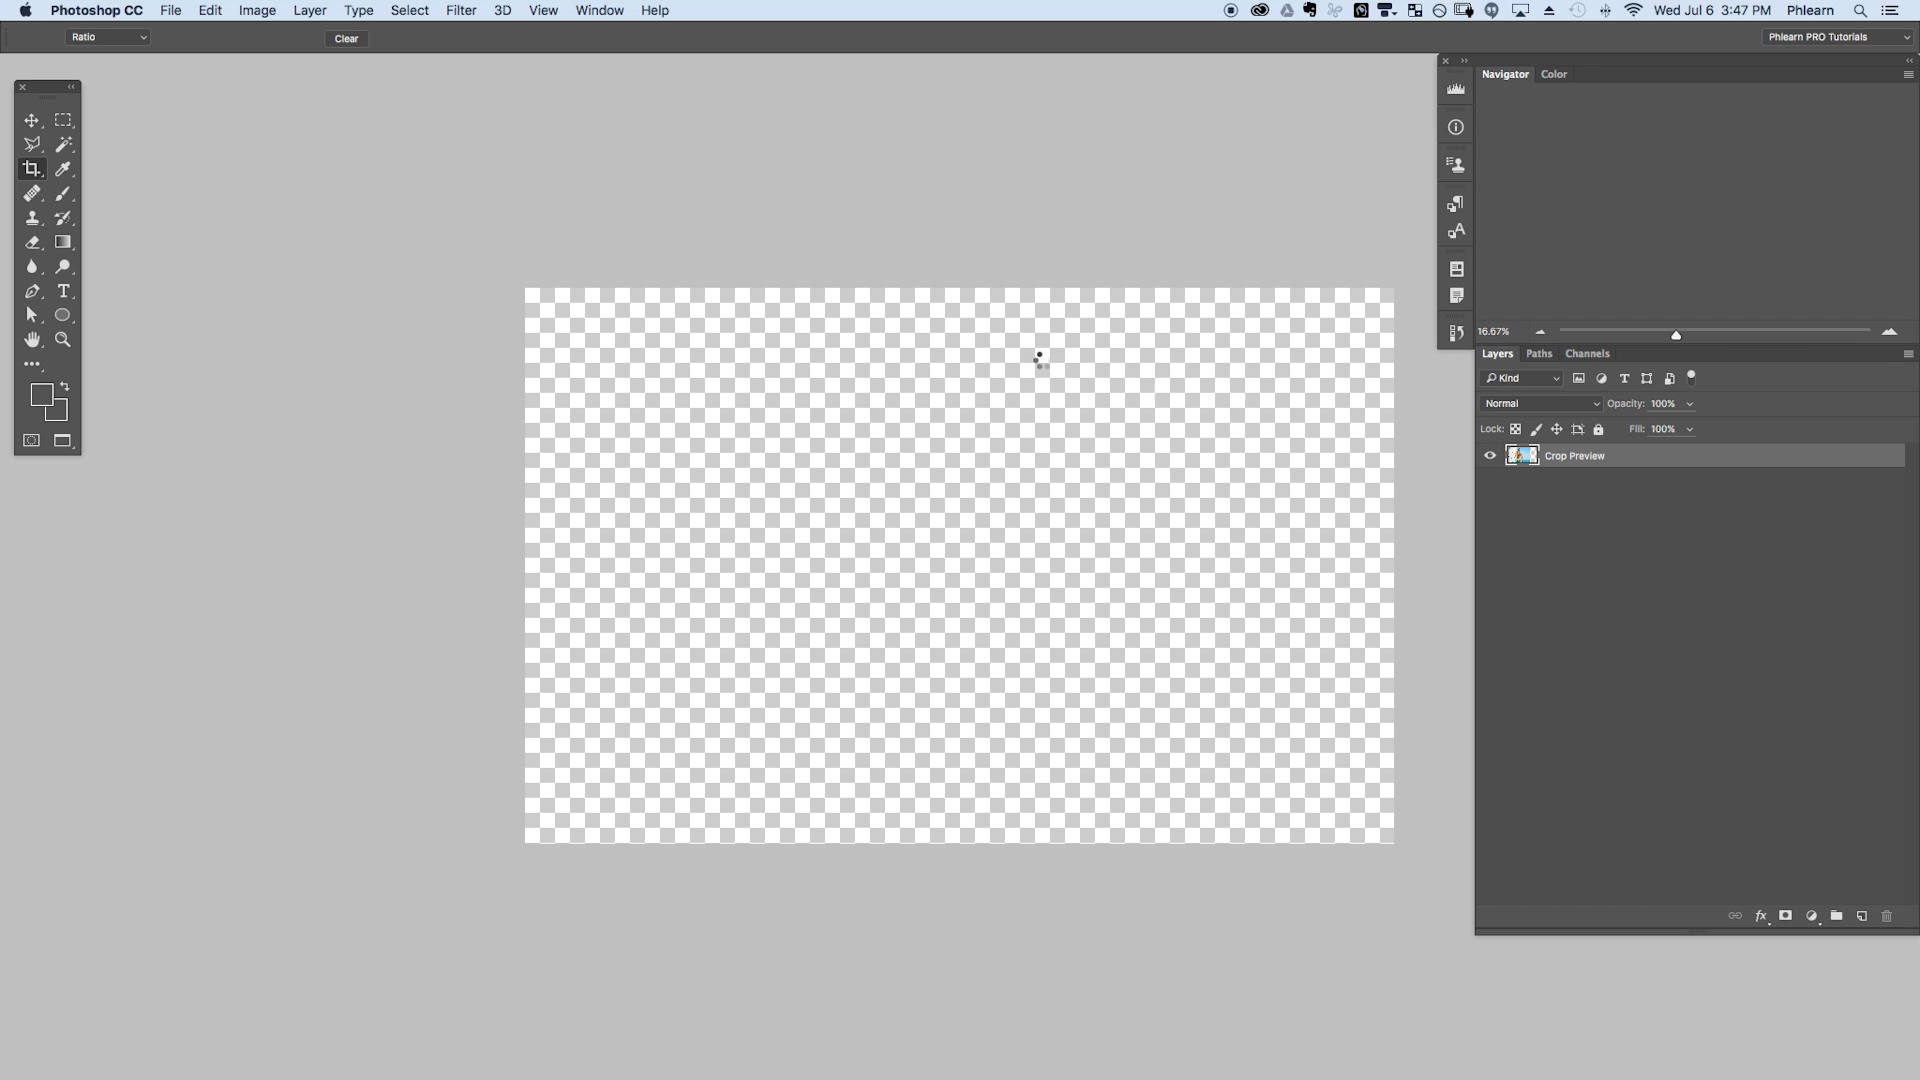 Photoshop CC File Edit Image Layer Type Select Filter 3D View Window Help Wed Jul 6 3:47 PM Phlearn
Ratio Clear Phlearn PRO Tutorials
Navigator Color
16.67%
Layers Paths Channels
Kind
Normal Opacity: 100%
Lock: Fill: 100%
Crop Preview
fx